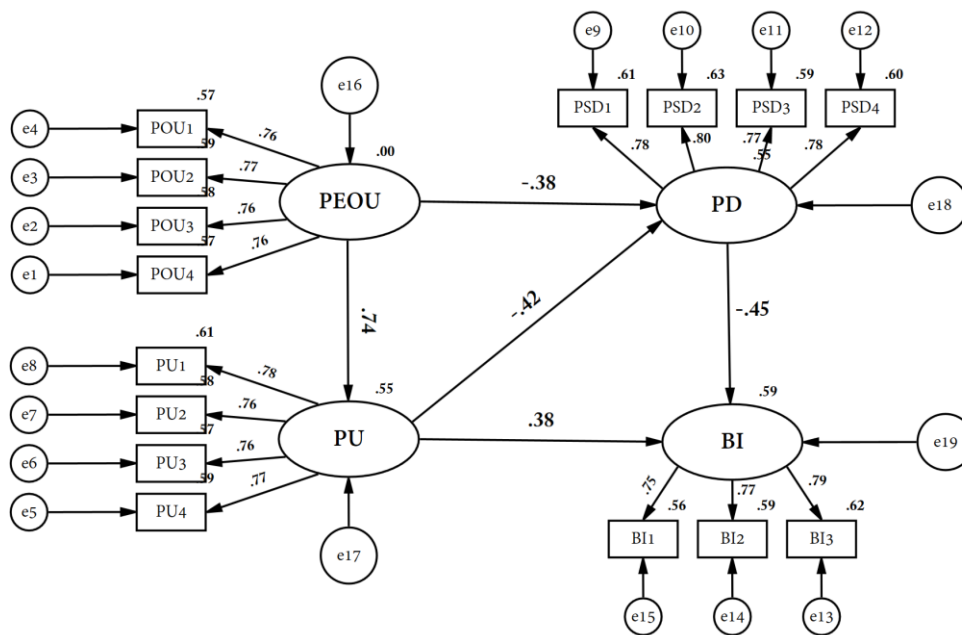 e9
e10
e11
e12
.61
.63
.59
.60
PSD1
PSD2
PSD3
PSD4
.78
.80
.77
.55
.78
e16
.57
e4
POU1
.76
.59
e3
POU2
.77
.58
e2
POU3
.76
.57
e1
POU4
.76
.00
PEOU
-.38
PD
e18
.74
-.42
-.45
.61
e8
PU1
.78
.58
e7
PU2
.76
.57
e6
PU3
.76
.59
e5
PU4
.77
.55
PU
.38
.59
BI
e19
e17
.75
.77
.79
.56
.59
.62
BI1
BI2
BI3
e15
e14
e13